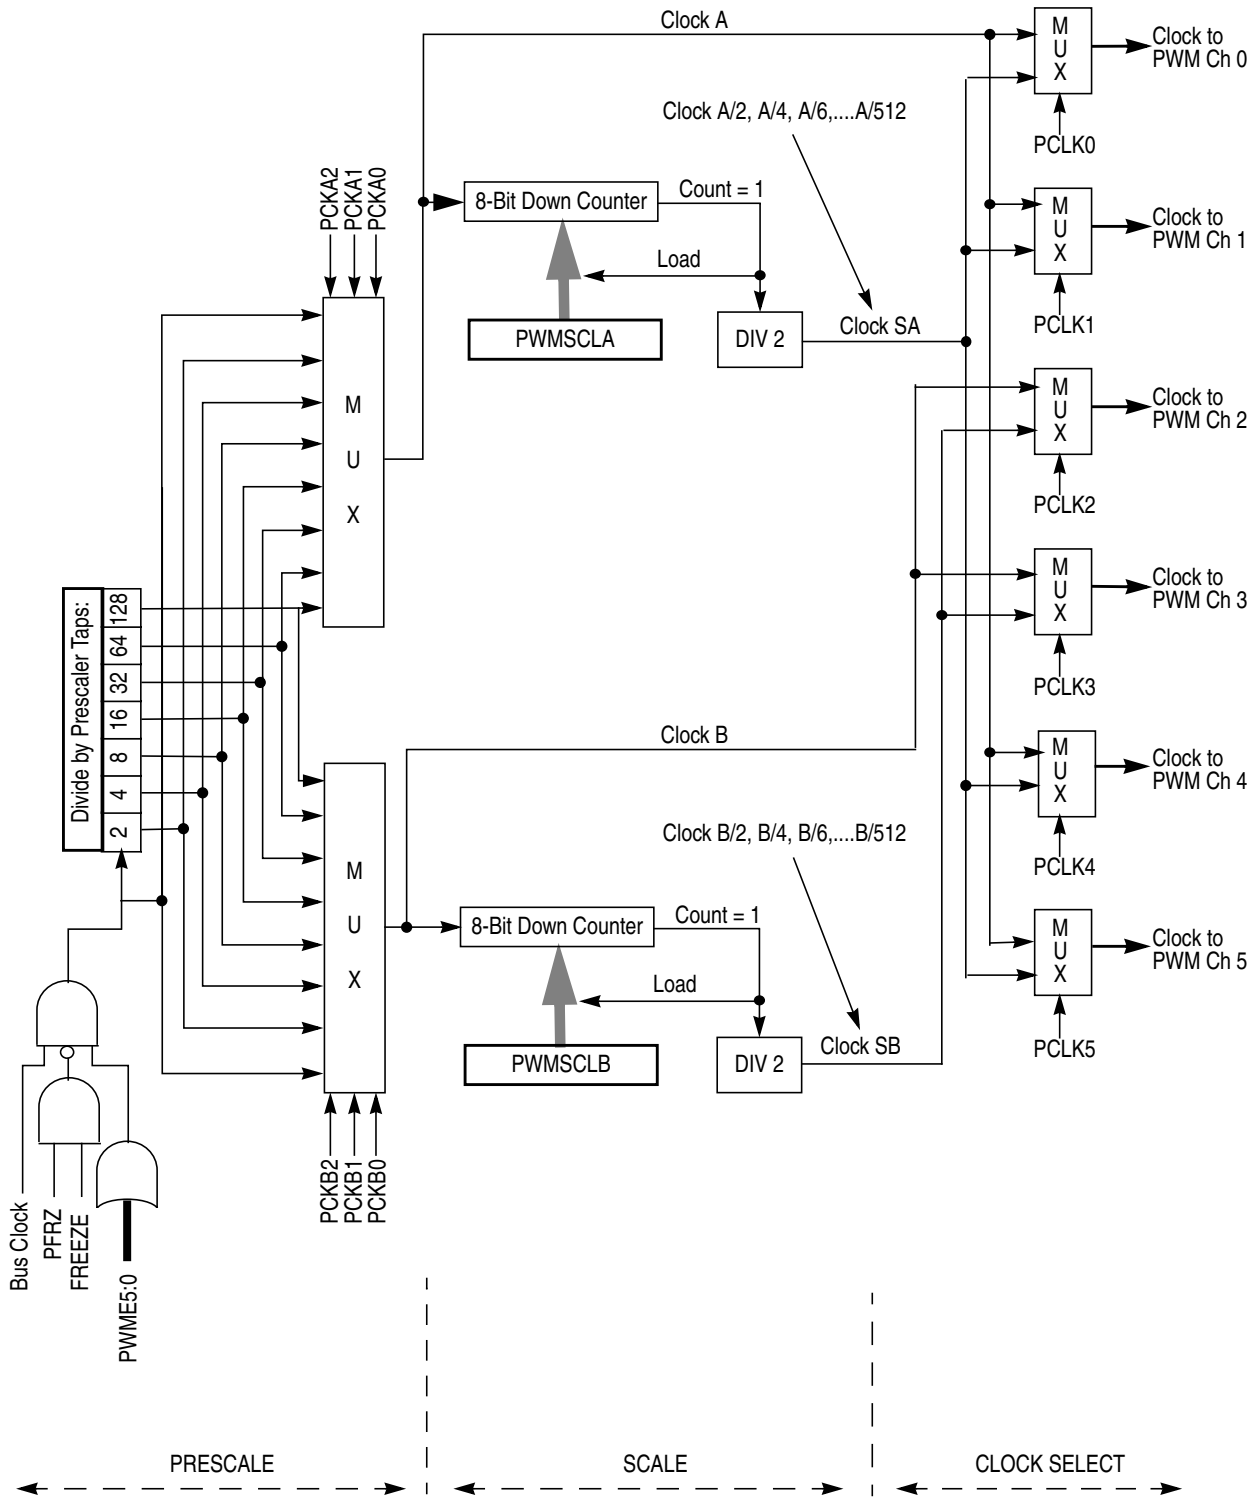 Clock A
M
U
X
Clock to
PWM Ch 0
PCLK0
Clock A/2, A/4, A/6,....A/512
PCKA2
PCKA1
PCKA0
8-Bit Down Counter
Count = 1
Load
PWMSCLA
DIV 2
Clock SA
M
U
X
Clock to
PWM Ch 1
PCLK1
M
U
X
M
U
X
Clock to
PWM Ch 2
PCLK2
M
U
X
Clock to
PWM Ch 3
PCLK3
Divide by Prescaler Taps:
128
64
32
16
8
4
2
Clock B
M
U
X
Clock to
PWM Ch 4
PCLK4
Clock B/2, B/4, B/6,....B/512
M
U
X
8-Bit Down Counter
Count = 1
Load
PWMSCLB
DIV 2
Clock SB
M
U
X
Clock to
PWM Ch 5
PCLK5
PCKB2
PCKB1
PCKB0
Bus Clock
PFRZ
FREEZE
PWME5:0
PRESCALE
SCALE
CLOCK SELECT